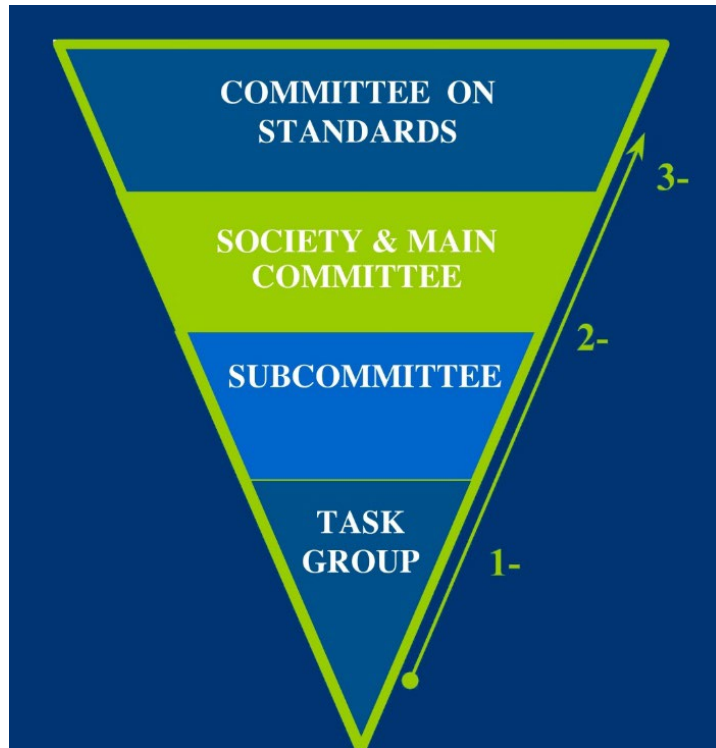 COMMITTEE ON
STANDARDS
3-
SOCIETY & MAIN
COMMITTEE
2-
SUBCOMMITTEE
TASK
GROUP
1-